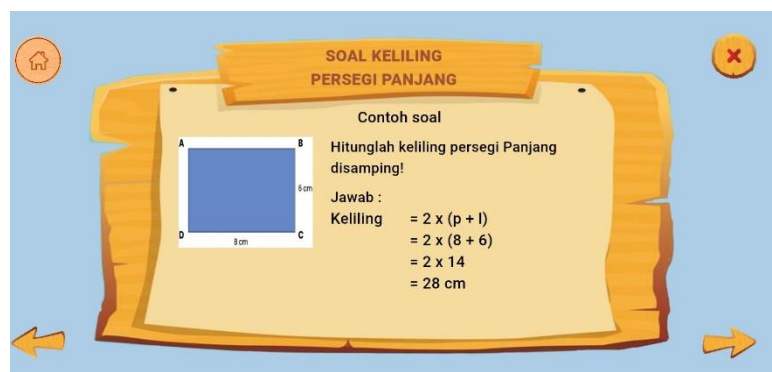 SOAL KELILING
PERSEGI PANJANG
Contoh soal
A
B
6 cm
D
C
8 cm
Hitunglah keliling persegi Panjang
disamping!
Jawab :
Keliling = 2 x (p + l)
= 2 x (8 + 6)
= 2 x 14
= 28 cm